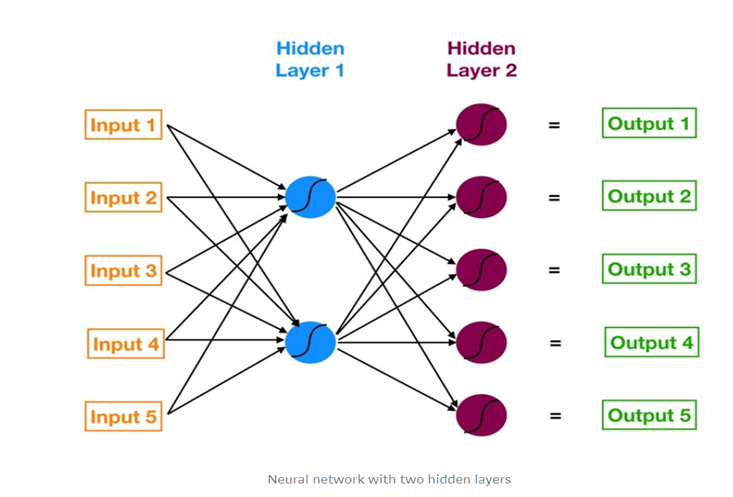 Hidden
Layer 1
Hidden
Layer 2
Input 1
=
Output 1
Input 2
=
Output 2
Input 3
=
Output 3
Input 4
=
Output 4
Input 5
=
Output 5
Neural network with two hidden layers